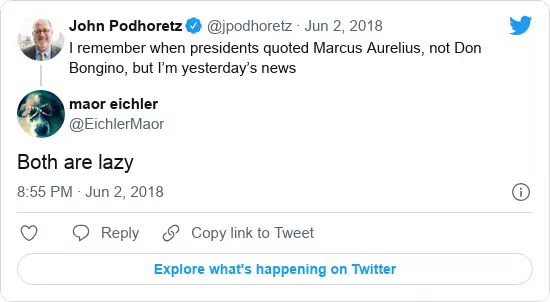 John Podhoretz @jpodhoretz · Jun 2, 2018
I remember when presidents quoted Marcus Aurelius, not Don
Bongino, but I’m yesterday’s news
maor eichler
@EichlerMaor
Both are lazy
8:55 PM · Jun 2, 2018
Reply Copy link to Tweet
Explore what's happening on Twitter